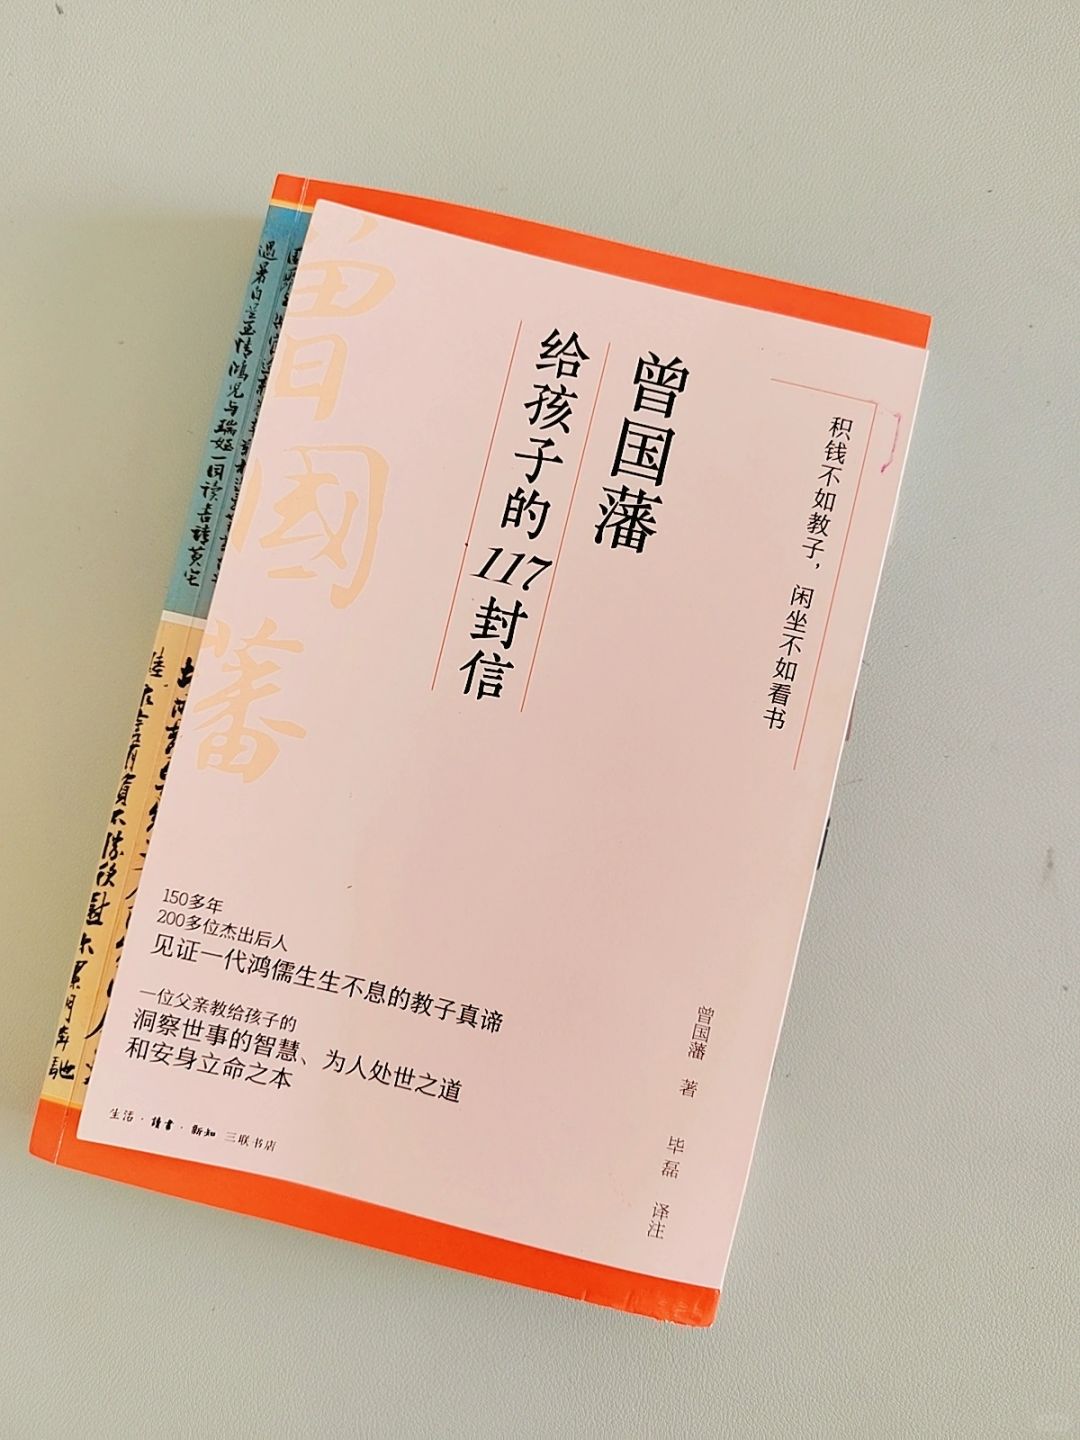 曾国藩
给孩子的117封信
积钱不如教子，闲坐不如看书
曾國藩
150多年
200多位杰出后人
见证一代鸿儒生生不息的教子真谛
一位父亲教给孩子的
洞察世事的智慧、为人处世之道
和安身立命之本
曾国藩 著 毕磊 译注
生活·讀書·新知 三联书店